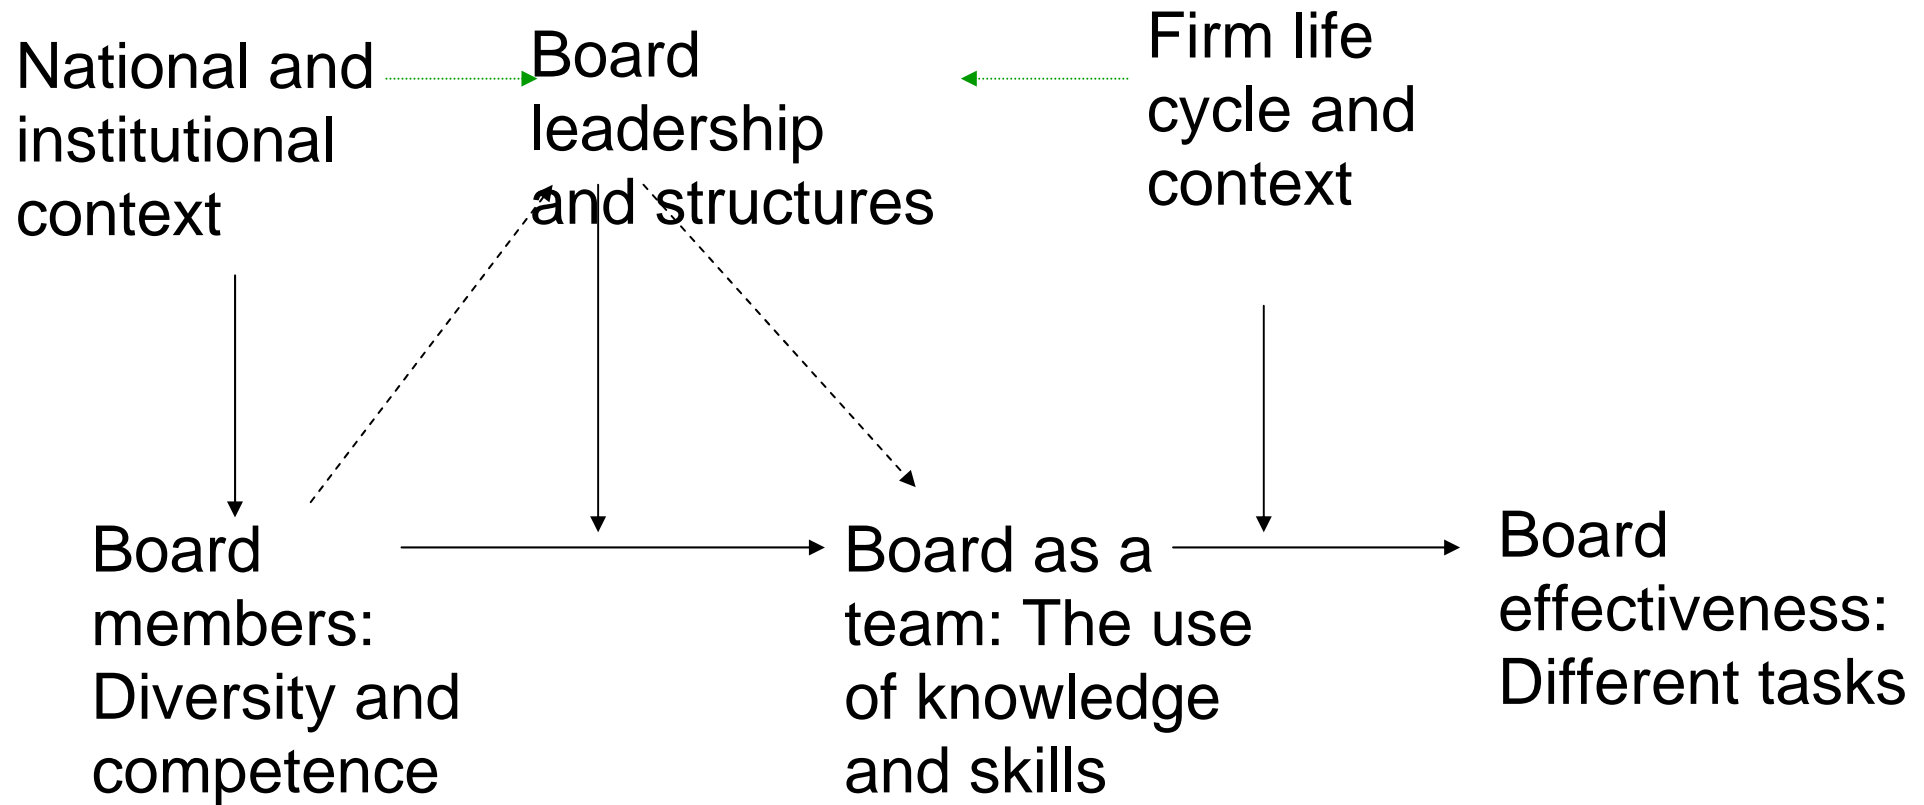 National and
institutional
context
Board
leadership
and structures
Firm life
cycle and
context
Board
members:
Diversity and
competence
Board as a
team: The use
of knowledge
and skills
Board
effectiveness:
Different tasks